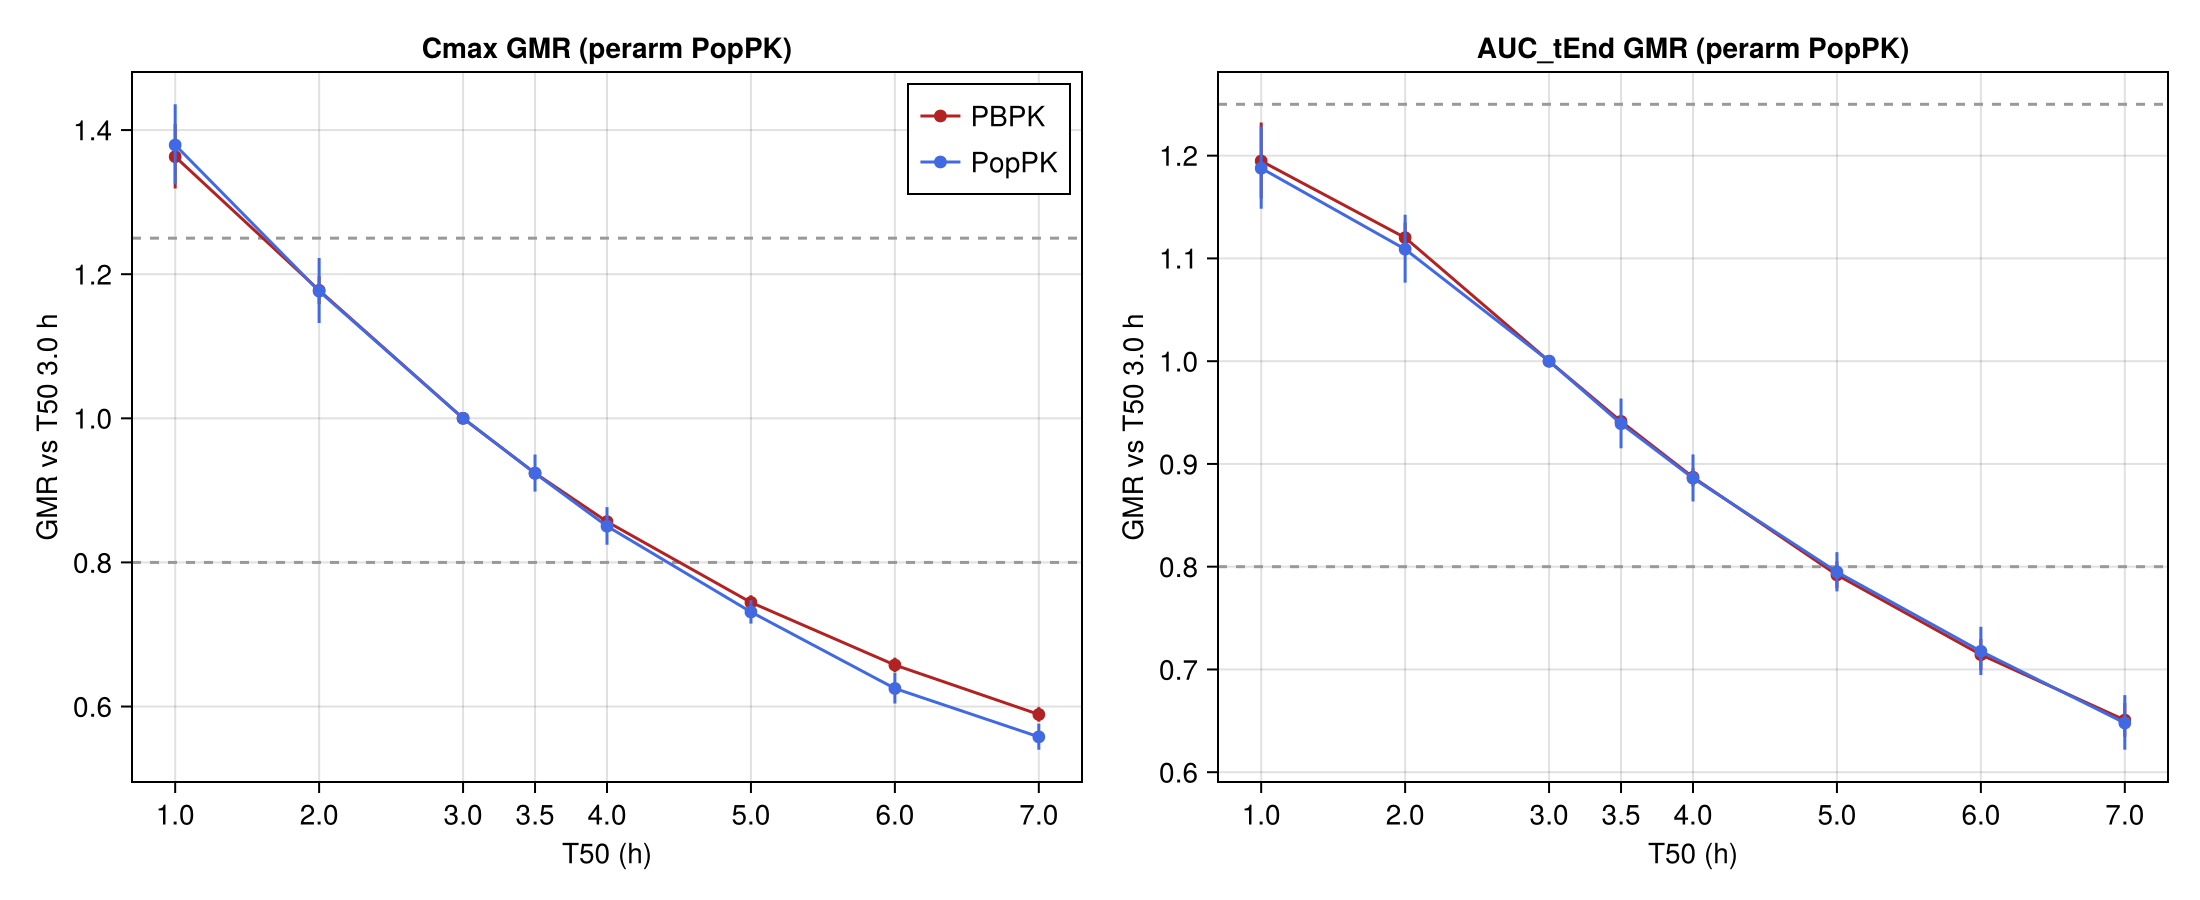 Cmax GMR (perarm PopPK)
PBPK
PopPK
GMR vs T50 3.0 h
1.4
1.2
1.0
0.8
0.6
1.0 2.0 3.0 3.5 4.0 5.0 6.0 7.0
T50 (h)
AUC_tEnd GMR (perarm PopPK)
GMR vs T50 3.0 h
1.2
1.1
1.0
0.9
0.8
0.7
0.6
1.0 2.0 3.0 3.5 4.0 5.0 6.0 7.0
T50 (h)